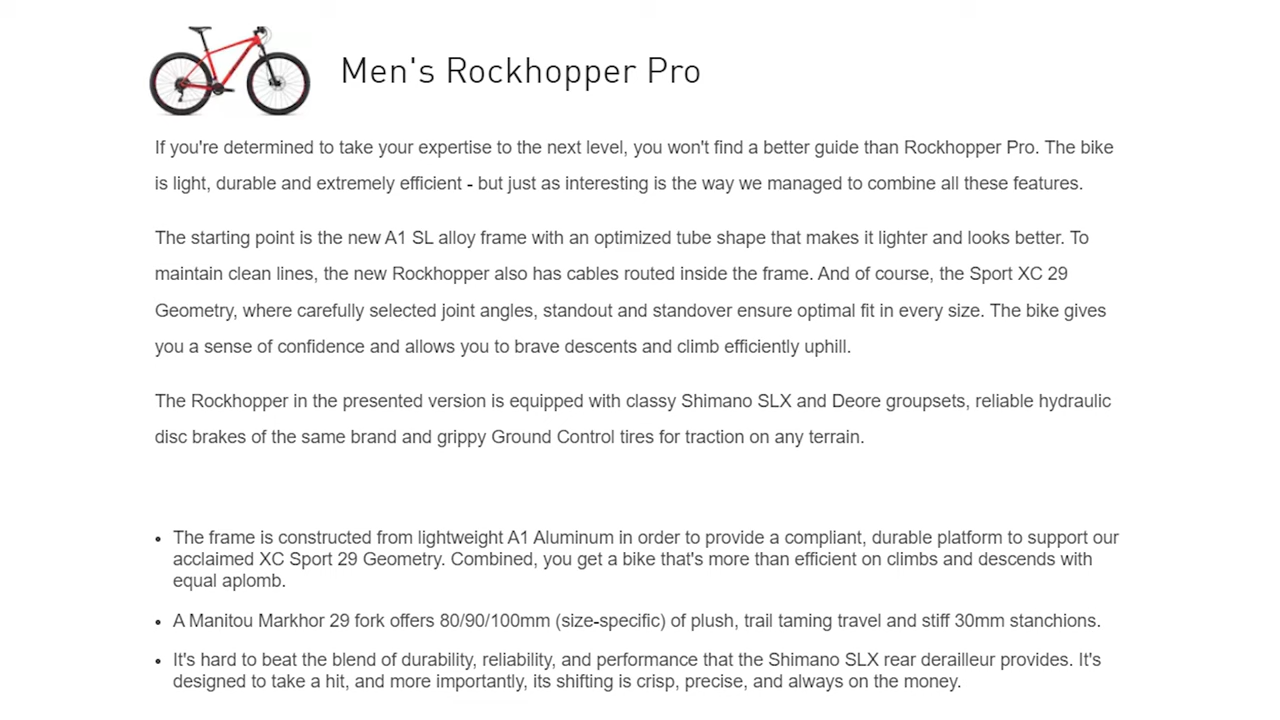 Men's Rockhopper Pro
If you're determined to take your expertise to the next level, you won't find a better guide than Rockhopper Pro. The bike
is light, durable and extremely efficient - but just as interesting is the way we managed to combine all these features.
The starting point is the new A1 SL alloy frame with an optimized tube shape that makes it lighter and looks better. To
maintain clean lines, the new Rockhopper also has cables routed inside the frame. And of course, the Sport XC 29
Geometry, where carefully selected joint angles, standout and standover ensure optimal fit in every size. The bike gives
you a sense of confidence and allows you to brave descents and climb efficiently uphill.
The Rockhopper in the presented version is equipped with classy Shimano SLX and Deore groupsets, reliable hydraulic
disc brakes of the same brand and grippy Ground Control tires for traction on any terrain.
• The frame is constructed from lightweight A1 Aluminum in order to provide a compliant, durable platform to support our
acclaimed XC Sport 29 Geometry. Combined, you get a bike that's more than efficient on climbs and descends with
equal aplomb.
• A Manitou Markhor 29 fork offers 80/90/100mm (size-specific) of plush, trail taming travel and stiff 30mm stanchions.
• It's hard to beat the blend of durability, reliability, and performance that the Shimano SLX rear derailleur provides. It's
designed to take a hit, and more importantly, its shifting is crisp, precise, and always on the money.